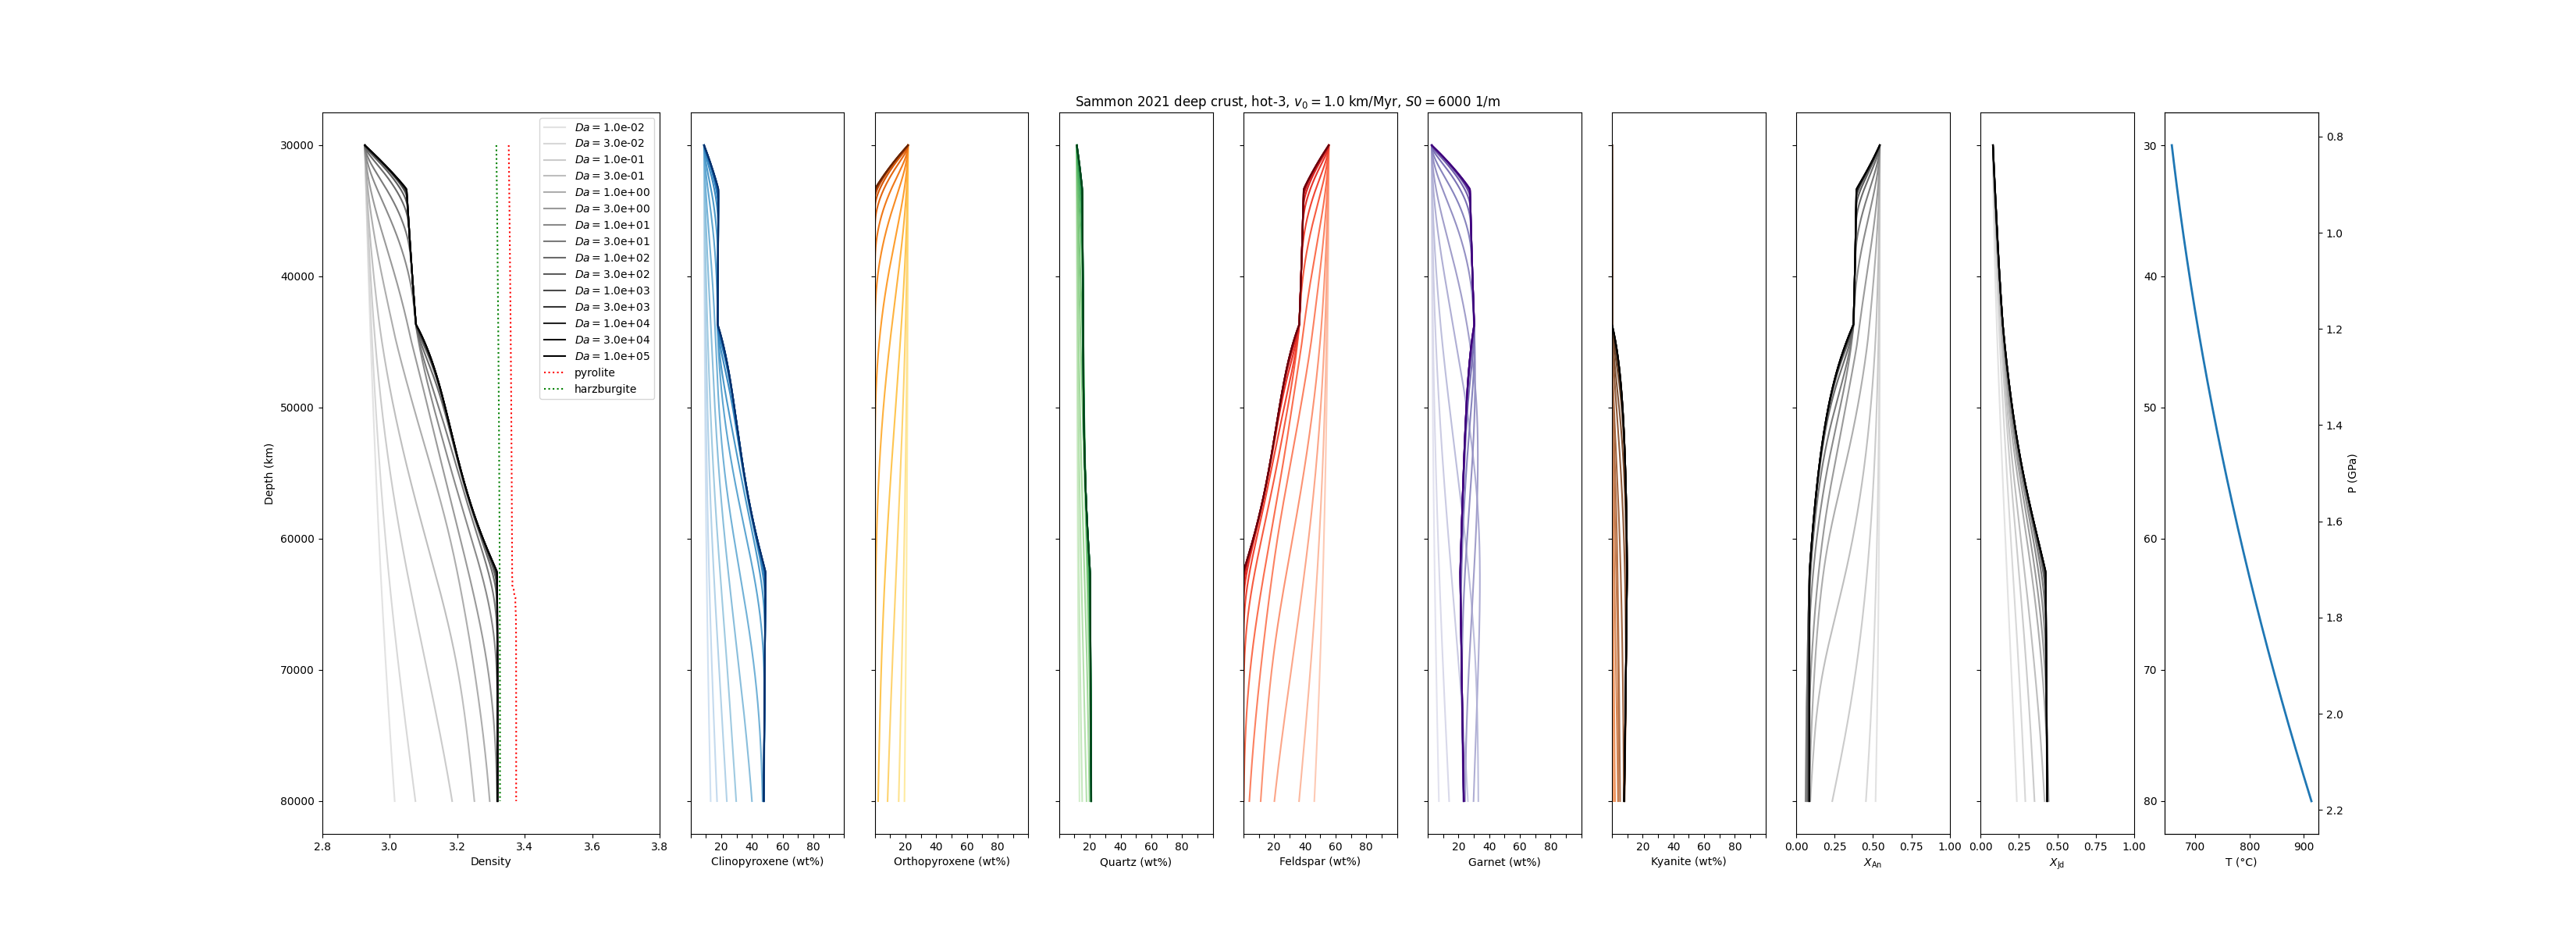 Sammon 2021 deep crust, hot-3, v₀ = 1.0 km/Myr, S0 = 6000 1/m
Da = 1.0e-02
Da = 3.0e-02
Da = 1.0e-01
Da = 3.0e-01
Da = 1.0e+00
Da = 3.0e+00
Da = 1.0e+01
Da = 3.0e+01
Da = 1.0e+02
Da = 3.0e+02
Da = 1.0e+03
Da = 3.0e+03
Da = 1.0e+04
Da = 3.0e+04
Da = 1.0e+05
pyrolite
harzburgite
Depth (km)
30000
40000
50000
60000
70000
80000
2.8 3.0 3.2 3.4 3.6 3.8
Density
20 40 60 80
Clinopyroxene (wt%)
20 40 60 80
Orthopyroxene (wt%)
20 40 60 80
Quartz (wt%)
20 40 60 80
Feldspar (wt%)
20 40 60 80
Garnet (wt%)
20 40 60 80
Kyanite (wt%)
0.00 0.25 0.50 0.75 1.00
X_An
0.00 0.25 0.50 0.75 1.00
X_Jd
30
40
50
60
70
80
700 800 900
T (°C)
0.8
1.0
1.2
1.4
1.6
1.8
2.0
2.2
P (GPa)